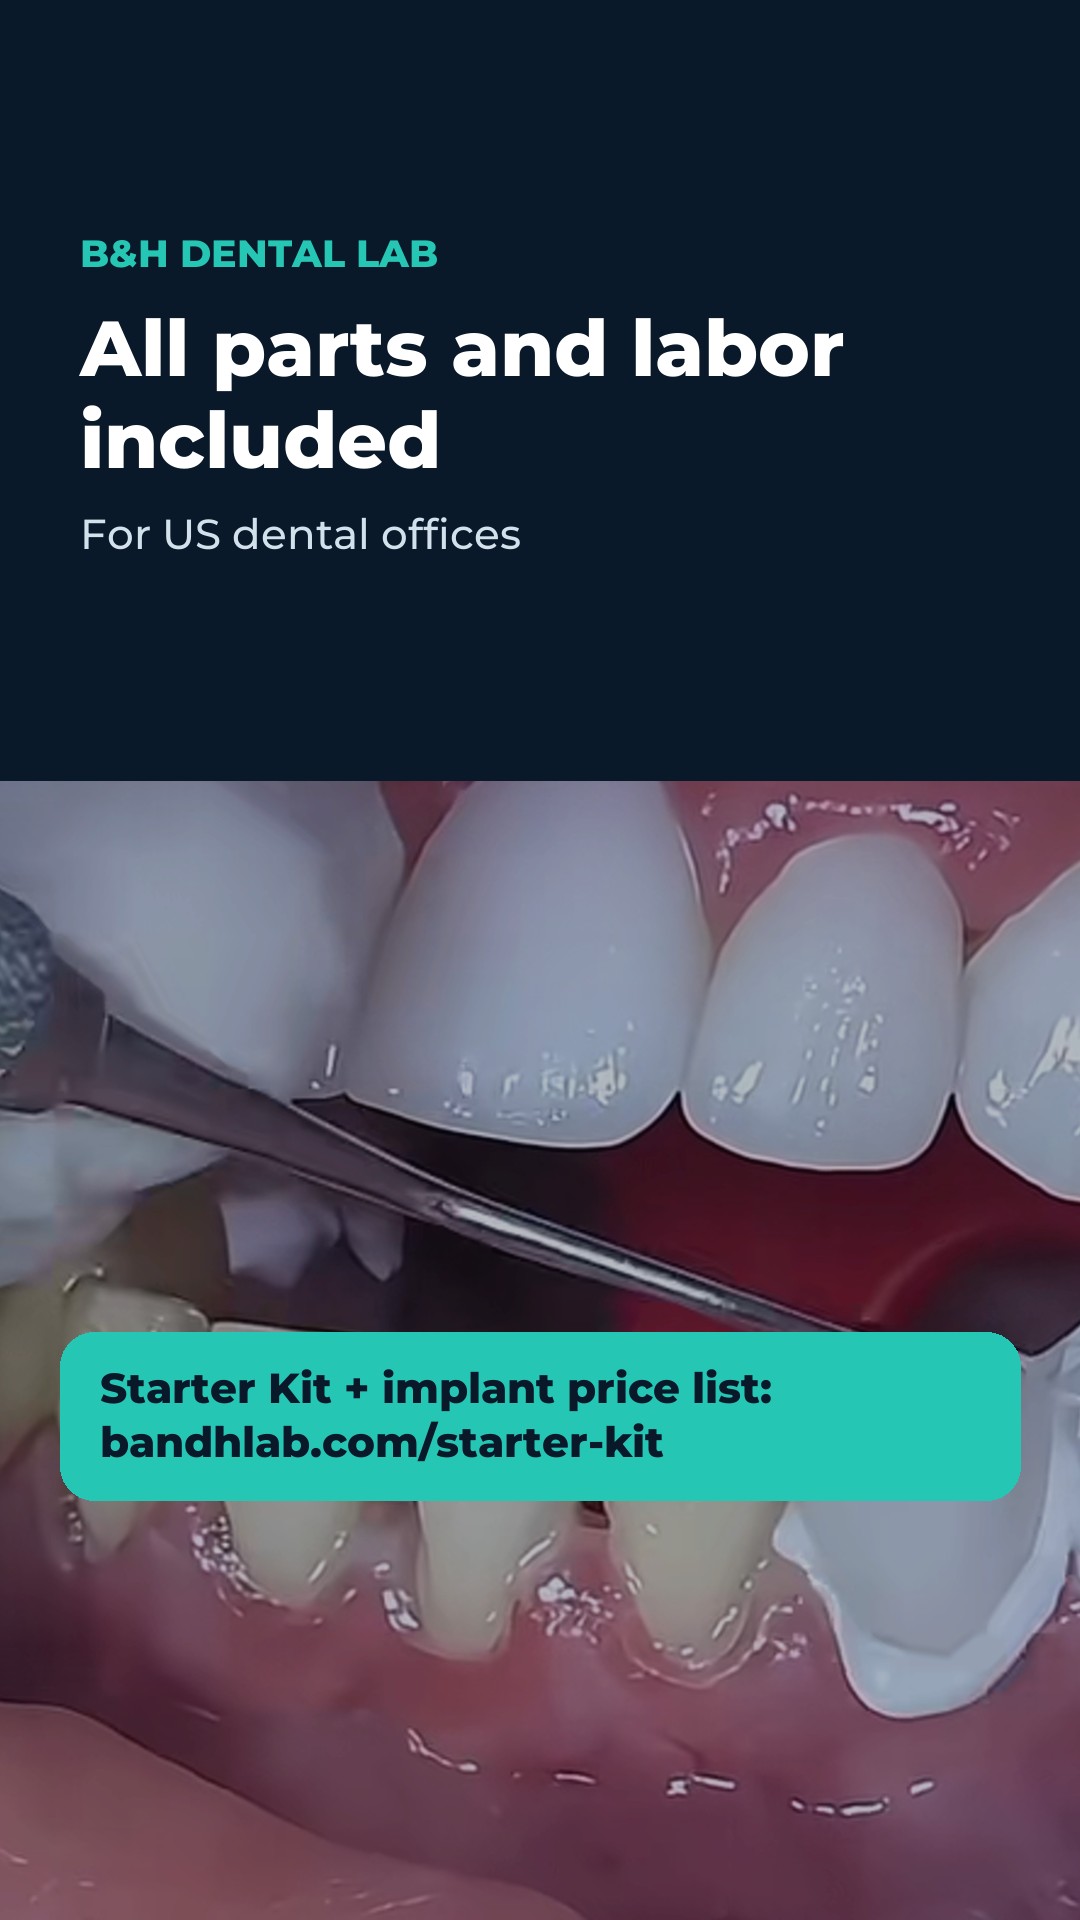 B&H DENTAL LAB
All parts and labor
included
For US dental offices
Starter Kit + implant price list:
bandhlab.com/starter-kit